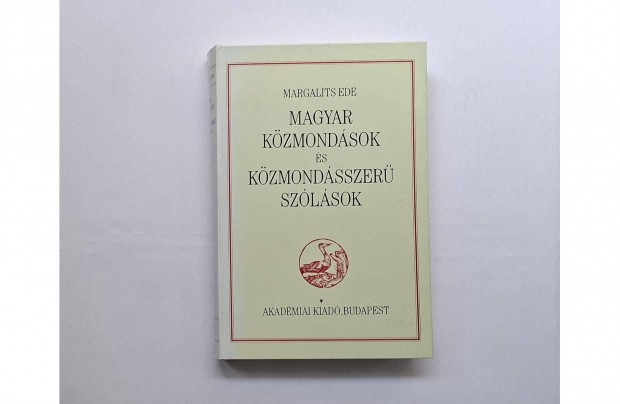 MARGALITS EDE
MAGYAR
KÖZMONDÁSOK
ÉS
KÖZMONDÁSSZERŰ
SZÓLÁSOK
AKADÉMIAI KIADÓ, BUDAPEST